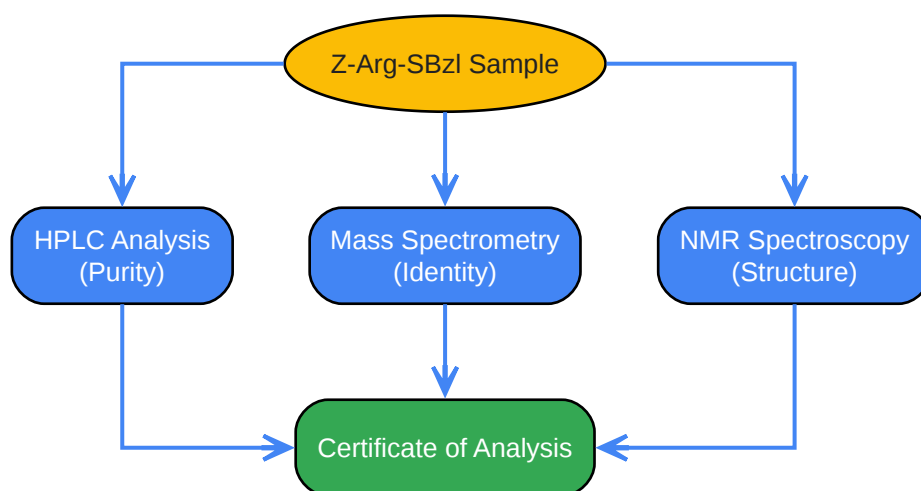 Z-Arg-SBzl Sample
HPLC Analysis
(Purity)
Mass Spectrometry
(Identity)
NMR Spectroscopy
(Structure)
Certificate of Analysis